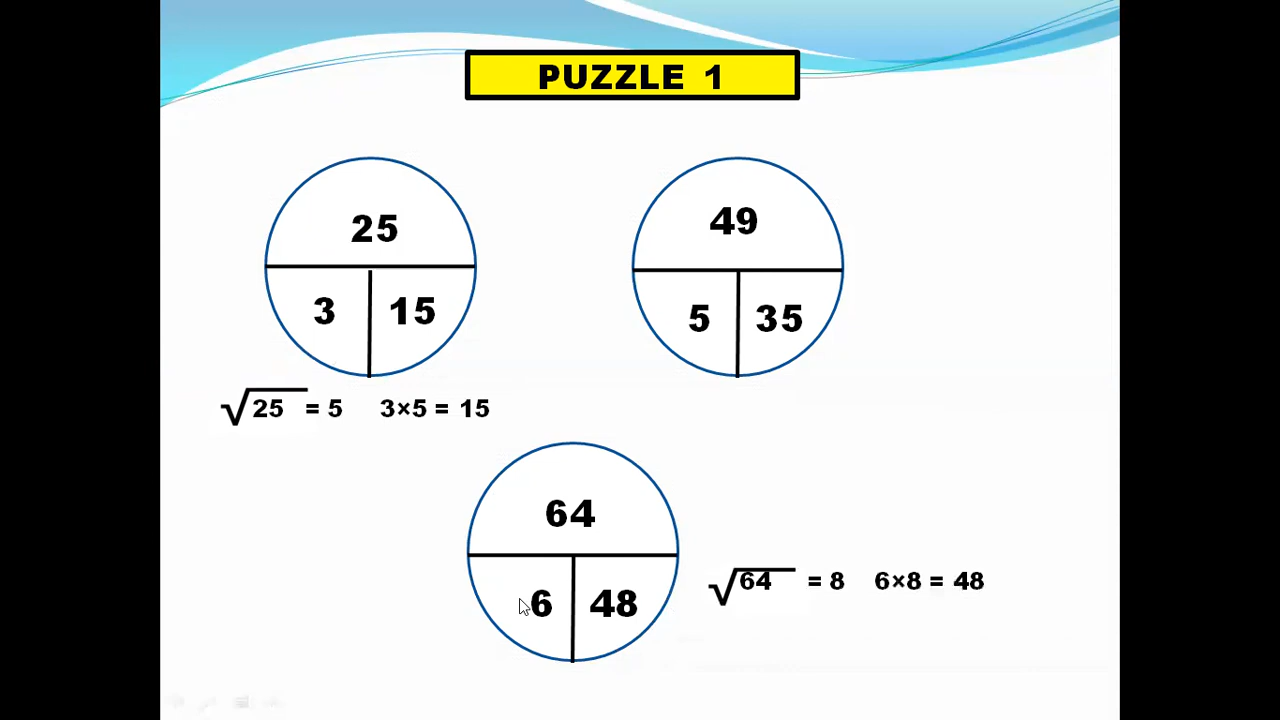 PUZZLE 1
25
3 15
49
5 35
√25 = 5 3×5 = 15
64
6 48
√64 = 8 6×8 = 48